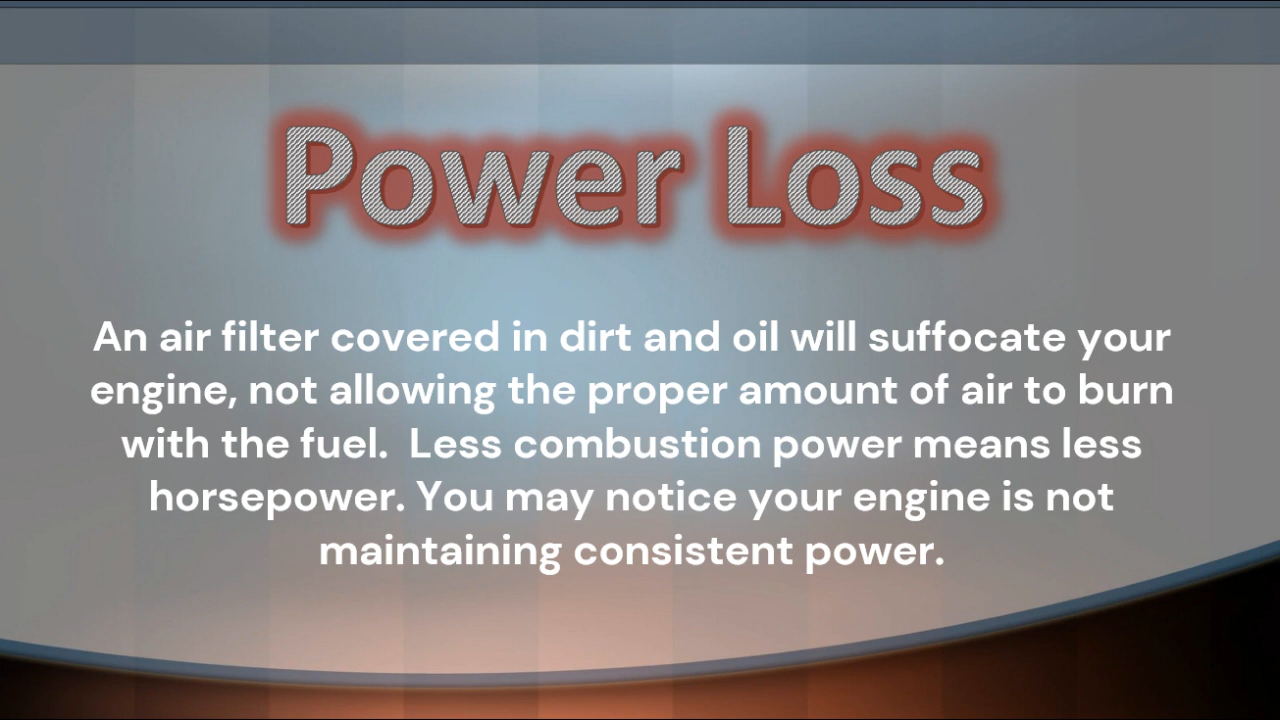 Power Loss
An air filter covered in dirt and oil will suffocate your
engine, not allowing the proper amount of air to burn
with the fuel.  Less combustion power means less
horsepower. You may notice your engine is not
maintaining consistent power.